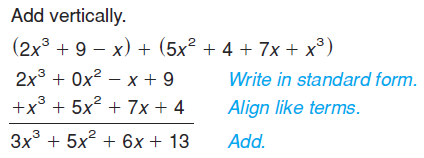 Add vertically.
(2x³ + 9 − x) + (5x² + 4 + 7x + x³)
2x³ + 0x² − x + 9 Write in standard form.
+x³ + 5x² + 7x + 4 Align like terms.
3x³ + 5x² + 6x + 13 Add.